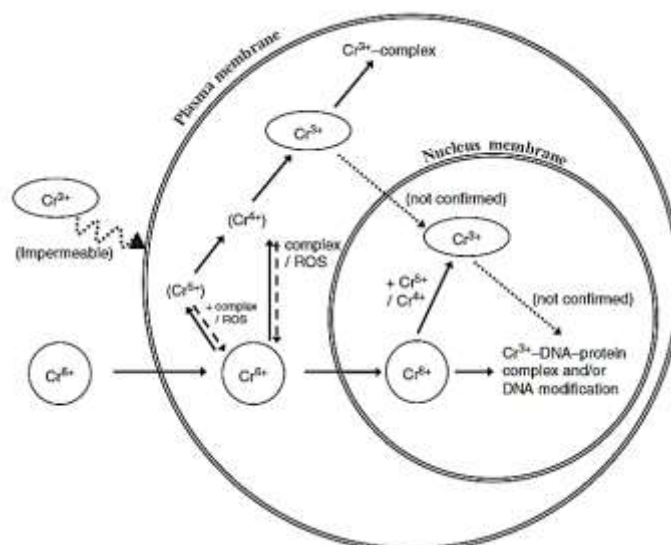 Plasma membrane
Cr³⁺–complex
Cr³⁺
Nucleus membrane
Cr³⁺
(Impermeable)
(not confirmed)
(Cr⁴⁺)
Cr³⁺
+ complex
/ ROS
(Cr⁵⁺)
+ complex
/ ROS
+ Cr⁵⁺
/ Cr⁴⁺
(not confirmed)
Cr⁶⁺
Cr⁶⁺
Cr⁶⁺
Cr³⁺–DNA–protein
complex and/or
DNA modification